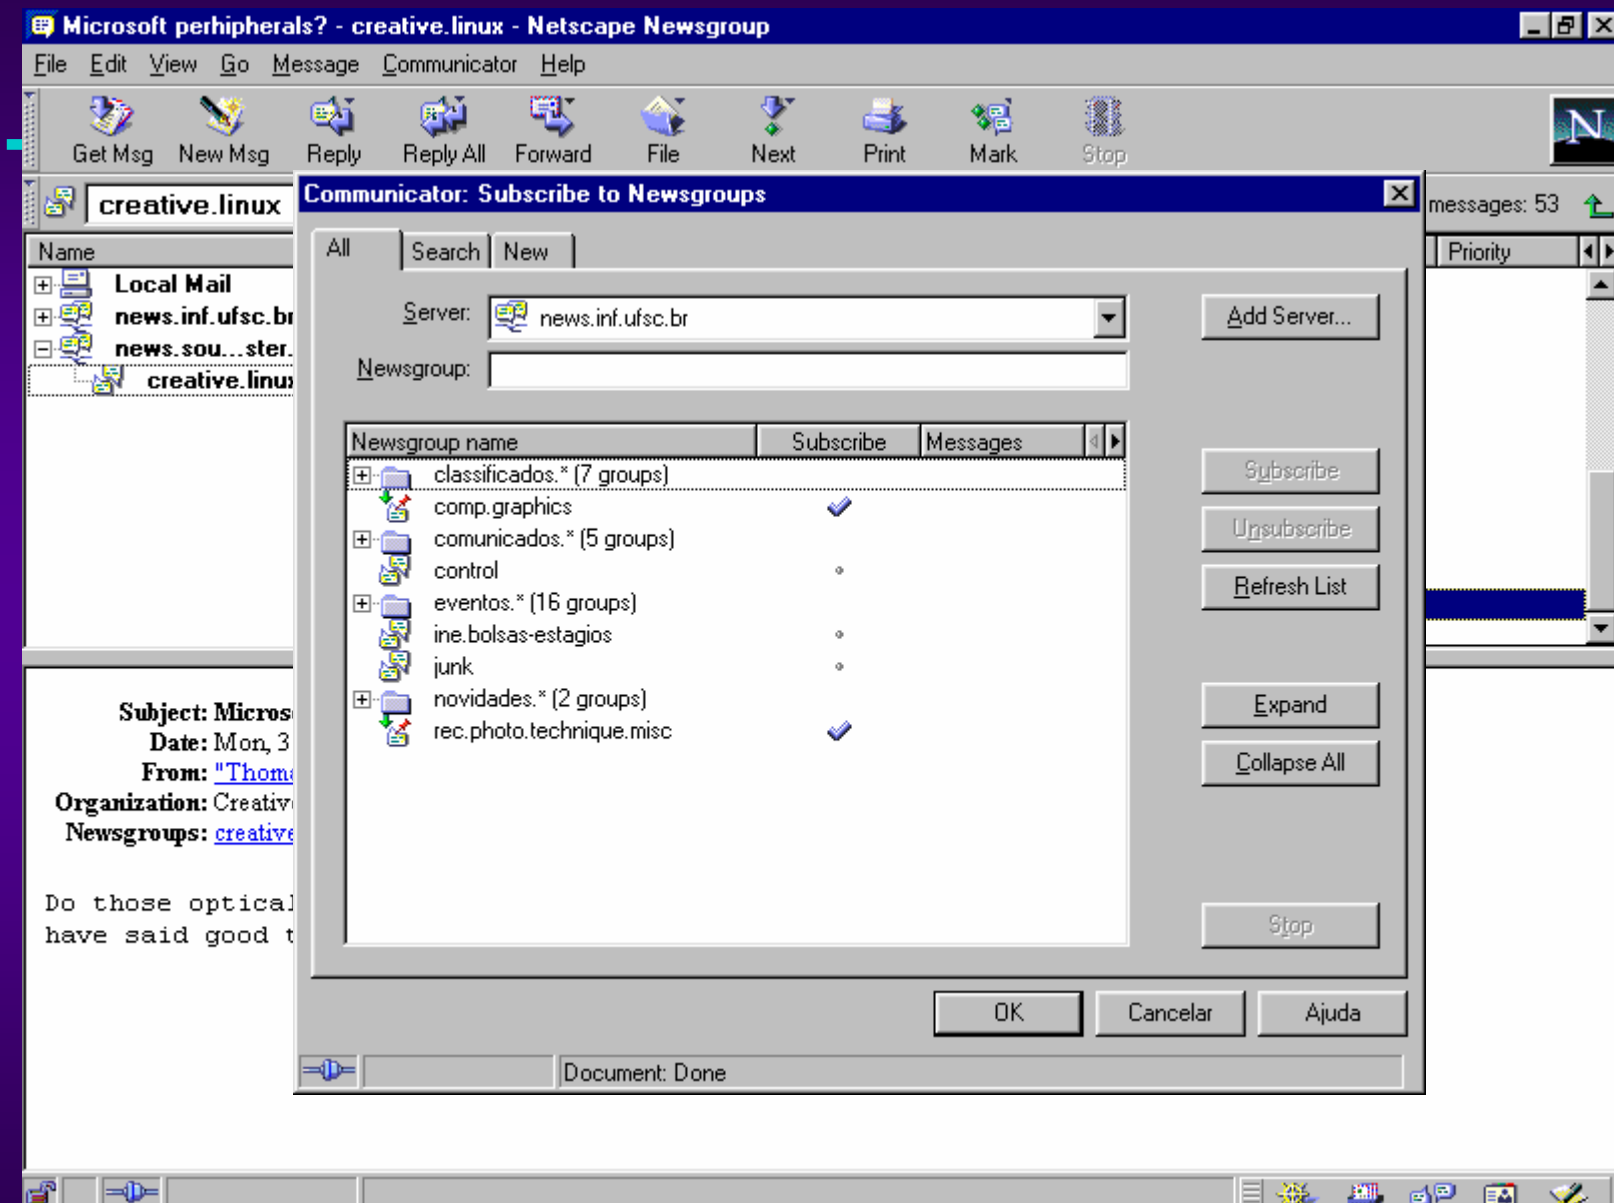 Microsoft perhipherals? - creative.linux - Netscape Newsgroup
File Edit View Go Message Communicator Help
Get Msg New Msg Reply Reply All Forward File Next Print Mark Stop
N
creative.linux
messages: 53
Name
Priority
Local Mail
news.inf.ufsc.br
news.sou...ster.
creative.linux
Communicator: Subscribe to Newsgroups
All Search New
Server: news.inf.ufsc.br
Add Server...
Newsgroup:
Newsgroup name Subscribe Messages
classificados.* (7 groups)
comp.graphics
comunicados.* (5 groups)
control
eventos.* (16 groups)
ine.bolsas-estagios
junk
novidades.* (2 groups)
rec.photo.technique.misc
Subscribe
Unsubscribe
Refresh List
Expand
Collapse All
Stop
OK Cancelar Ajuda
Document: Done
Subject: Micros
Date: Mon, 3
From: "Thoma
Organization: Creativ
Newsgroups: creative
Do those optical
have said good t